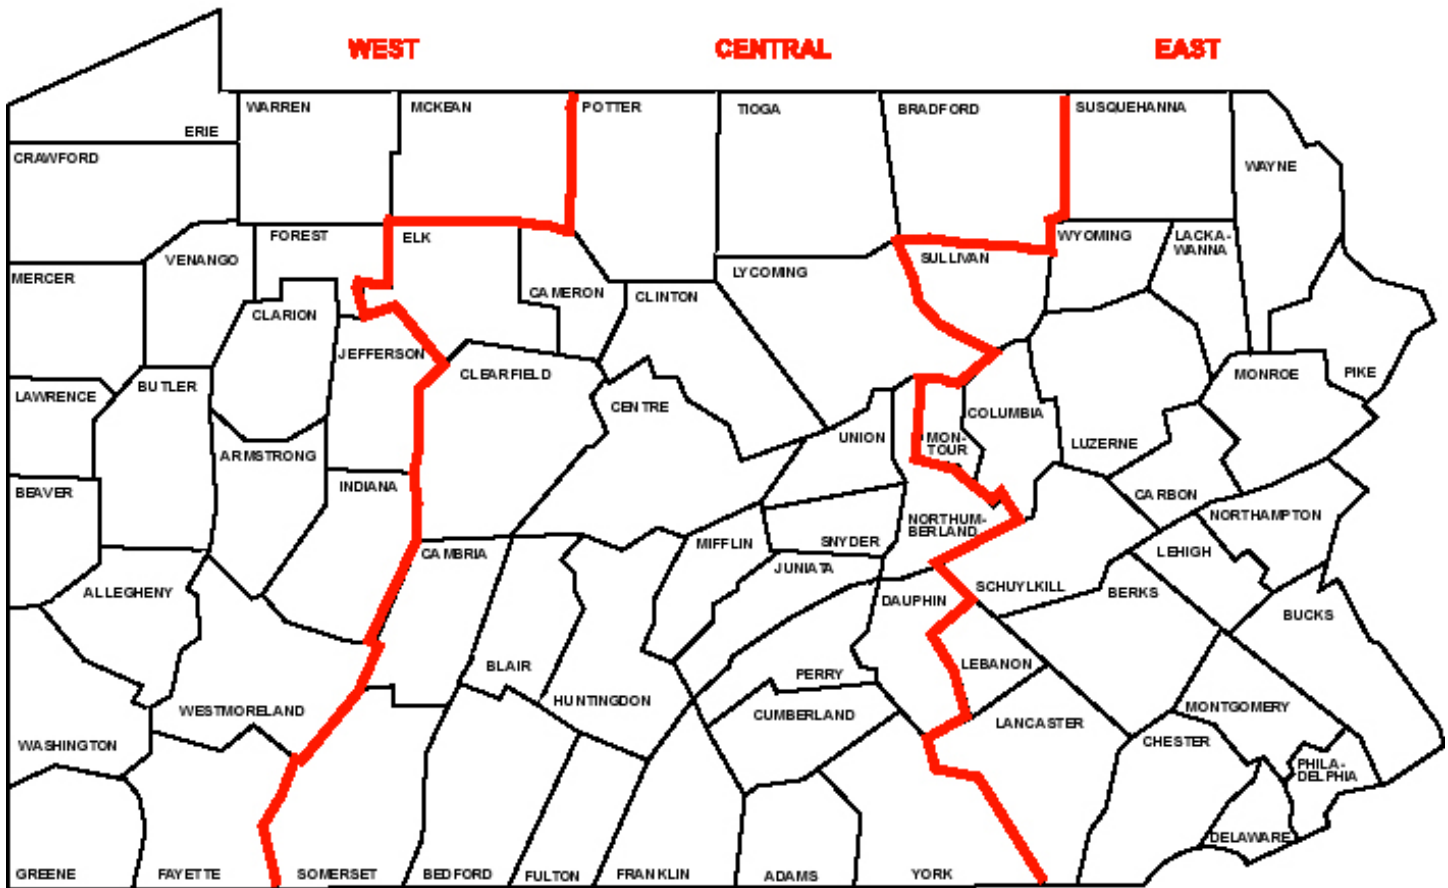 WEST
CENTRAL
EAST
WARREN
MCKEAN
POTTER
TIOGA
BRADFORD
SUSQUEHANNA
ERIE
CRAWFORD
WAYNE
FOREST
ELK
WYOMING
LACKA-
WANNA
VENANGO
SULLIVAN
MERCER
LYCOMING
CAMERON
CLINTON
CLARION
JEFFERSON
CLEARFIELD
MONROE
PIKE
BUTLER
LAWRENCE
CENTRE
COLUMBIA
UNION
MON-
TOUR
LUZERNE
ARMSTRONG
INDIANA
BEAVER
CARBON
NORTHAMPTON
NORTHUM-
BERLAND
SNYDER
MIFFLIN
CAMBRIA
LEHIGH
JUNIATA
SCHUYLKILL
BERKS
ALLEGHENY
DAUPHIN
BUCKS
BLAIR
LEBANON
PERRY
HUNTINGDON
WESTMORELAND
CUMBERLAND
LANCASTER
MONTGOMERY
WASHINGTON
CHESTER
PHILA-
DELPHIA
DELAWARE
GREENE
FAYETTE
SOMERSET
BEDFORD
FULTON
FRANKLIN
ADAMS
YORK